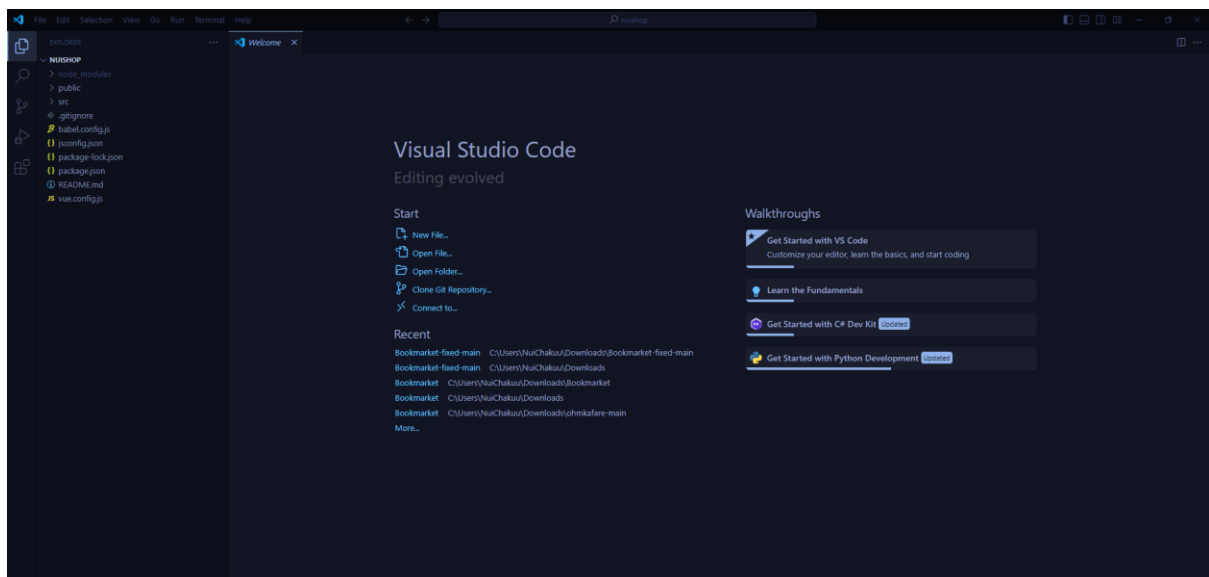 File Edit Selection View Go Run Terminal Help
nuishop
EXPLORER
Welcome
NUISHOP
node_modules
public
src
.gitignore
babel.config.js
jsconfig.json
package-lock.json
package.json
README.md
JS vue.config.js
Visual Studio Code
Editing evolved
Start
New File...
Open File...
Open Folder...
Clone Git Repository...
Connect to...
Recent
Bookmarket-fixed-main C:\Users\NuiChakuu\Downloads\Bookmarket-fixed-main
Bookmarket-fixed-main C:\Users\NuiChakuu\Downloads
Bookmarket C:\Users\NuiChakuu\Downloads\Bookmarket
Bookmarket C:\Users\NuiChakuu\Downloads
Bookmarket C:\Users\NuiChakuu\Downloads\ohmkafare-main
More...
Walkthroughs
Get Started with VS Code
Customize your editor, learn the basics, and start coding
Learn the Fundamentals
Get Started with C# Dev Kit Updated
Get Started with Python Development Updated